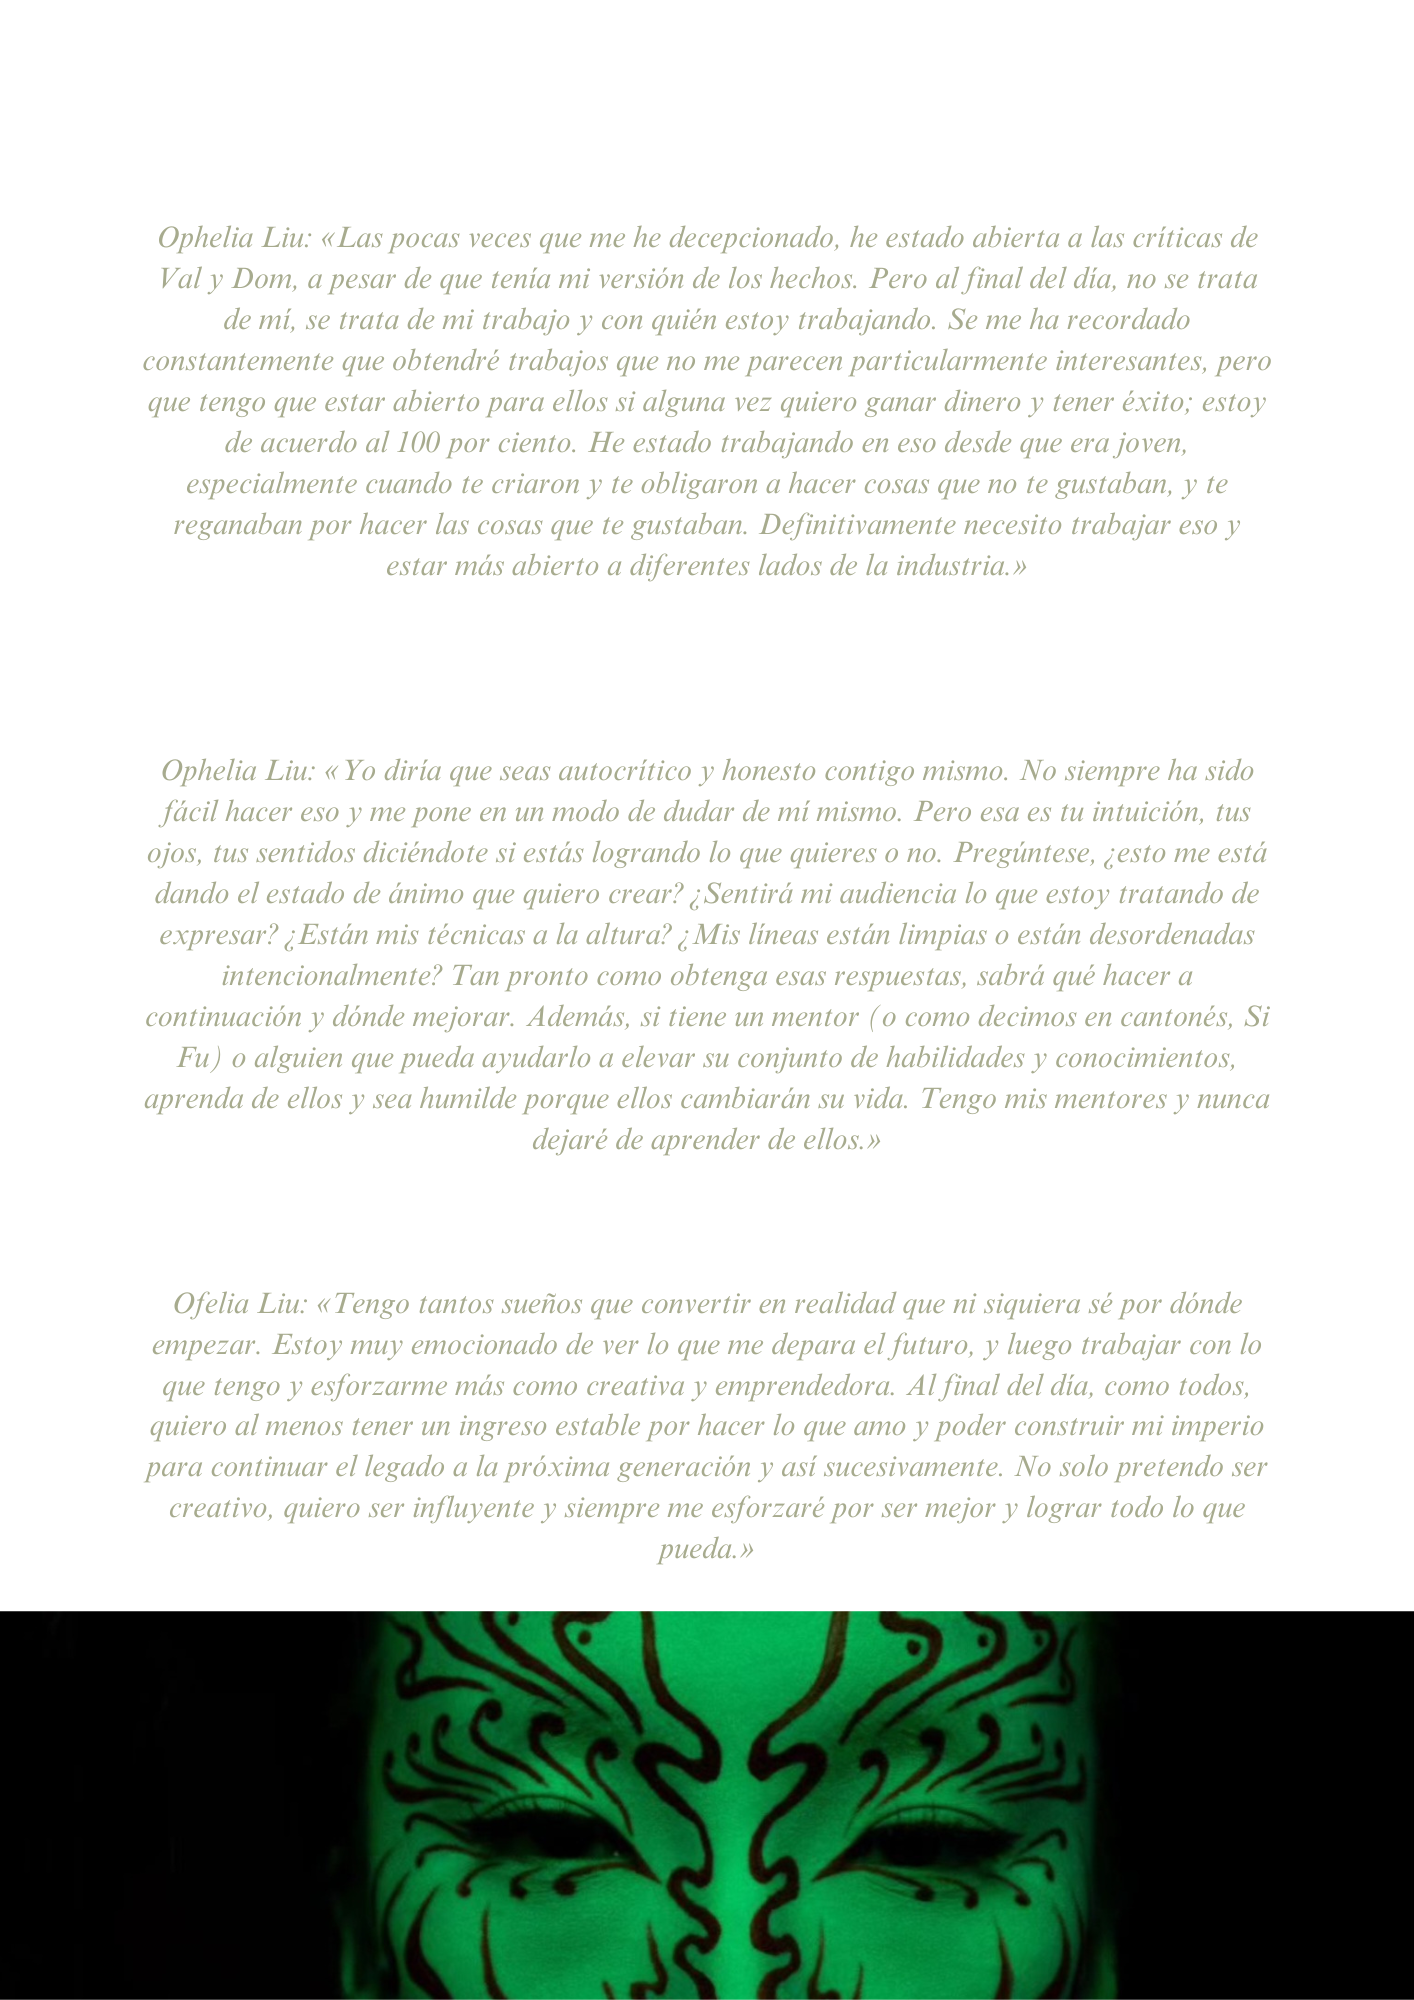 Ophelia Liu: «Las pocas veces que me he decepcionado, he estado abierta a las críticas de
Val y Dom, a pesar de que tenía mi versión de los hechos. Pero al final del día, no se trata
de mí, se trata de mi trabajo y con quién estoy trabajando. Se me ha recordado
constantemente que obtendré trabajos que no me parecen particularmente interesantes, pero
que tengo que estar abierto para ellos si alguna vez quiero ganar dinero y tener éxito; estoy
de acuerdo al 100 por ciento. He estado trabajando en eso desde que era joven,
especialmente cuando te criaron y te obligaron a hacer cosas que no te gustaban, y te
reganaban por hacer las cosas que te gustaban. Definitivamente necesito trabajar eso y
estar más abierto a diferentes lados de la industria.»
Ophelia Liu: «Yo diría que seas autocrítico y honesto contigo mismo. No siempre ha sido
fácil hacer eso y me pone en un modo de dudar de mí mismo. Pero esa es tu intuición, tus
ojos, tus sentidos diciéndote si estás logrando lo que quieres o no. Pregúntese, ¿esto me está
dando el estado de ánimo que quiero crear? ¿Sentirá mi audiencia lo que estoy tratando de
expresar? ¿Están mis técnicas a la altura? ¿Mis líneas están limpias o están desordenadas
intencionalmente? Tan pronto como obtenga esas respuestas, sabrá qué hacer a
continuación y dónde mejorar. Además, si tiene un mentor (o como decimos en cantonés, Si
Fu) o alguien que pueda ayudarlo a elevar su conjunto de habilidades y conocimientos,
aprenda de ellos y sea humilde porque ellos cambiarán su vida. Tengo mis mentores y nunca
dejaré de aprender de ellos.»
Ofelia Liu: «Tengo tantos sueños que convertir en realidad que ni siquiera sé por dónde
empezar. Estoy muy emocionado de ver lo que me depara el futuro, y luego trabajar con lo
que tengo y esforzarme más como creativa y emprendedora. Al final del día, como todos,
quiero al menos tener un ingreso estable por hacer lo que amo y poder construir mi imperio
para continuar el legado a la próxima generación y así sucesivamente. No solo pretendo ser
creativo, quiero ser influyente y siempre me esforzaré por ser mejor y lograr todo lo que
pueda.»